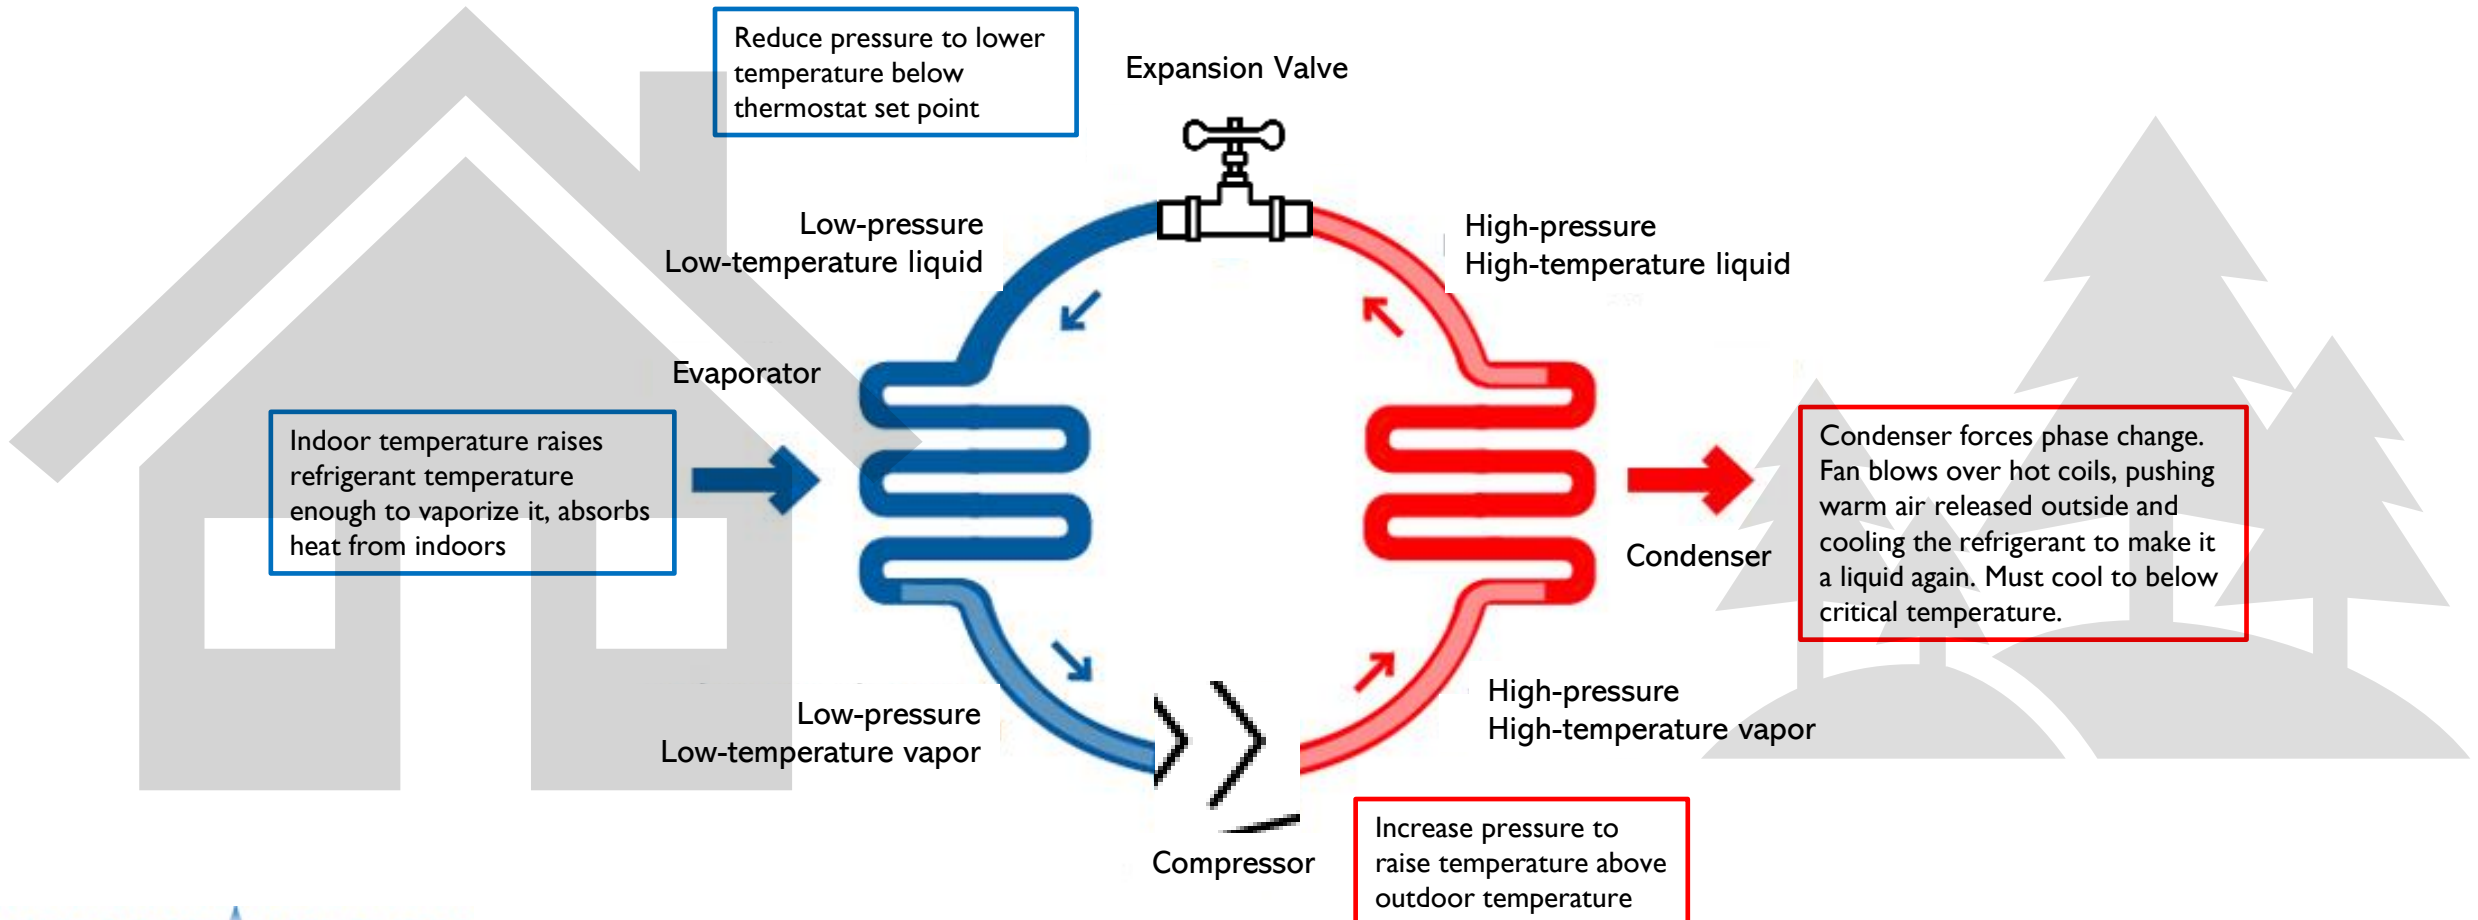 Reduce pressure to lower
temperature below
thermostat set point
Expansion Valve
Low-pressure
Low-temperature liquid
High-pressure
High-temperature liquid
Evaporator
Indoor temperature raises
refrigerant temperature
enough to vaporize it, absorbs
heat from indoors
Condenser forces phase change.
Fan blows over hot coils, pushing
warm air released outside and
cooling the refrigerant to make it
a liquid again. Must cool to below
critical temperature.
Condenser
Low-pressure
Low-temperature vapor
High-pressure
High-temperature vapor
Compressor
Increase pressure to
raise temperature above
outdoor temperature